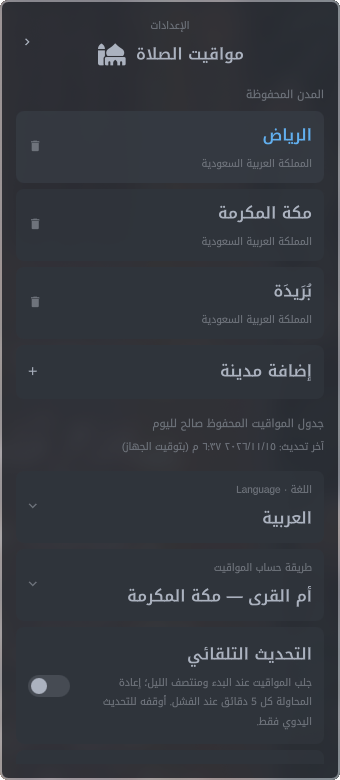 الإعدادات
مواقيت الصلاة
المدن المحفوظة
الرياض
المملكة العربية السعودية
مكة المكرمة
المملكة العربية السعودية
بُرَيدَة
المملكة العربية السعودية
إضافة مدينة
جدول المواقيت المحفوظ صالح لليوم
آخر تحديث: ٢٠٢٦/١١/١٥ ٦:٣٧ م (بتوقيت الجهاز)
اللغة - Language
العربية
طريقة حساب المواقيت
أم القرى — مكة المكرمة
التحديث التلقائي
جلب المواقيت عند البدء ومنتصف الليل؛ إعادة
المحاولة كل 5 دقائق عند الفشل. أوقفه للتحديث
اليدوي فقط.